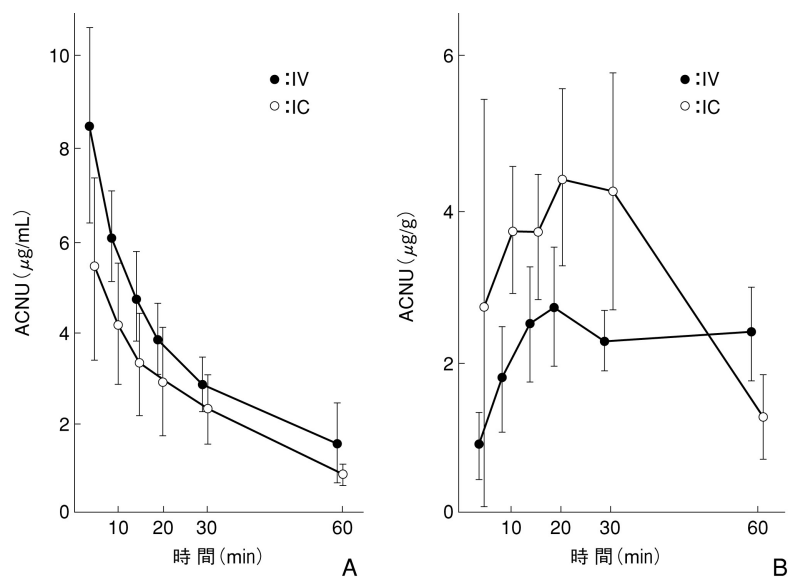 ACNU(μg/mL)
10
8
6
4
2
0
●:IV
○:IC
10 20 30 60
時間(min)
A
ACNU(μg/g)
6
4
2
0
●:IV
○:IC
10 20 30 60
時間(min)
B